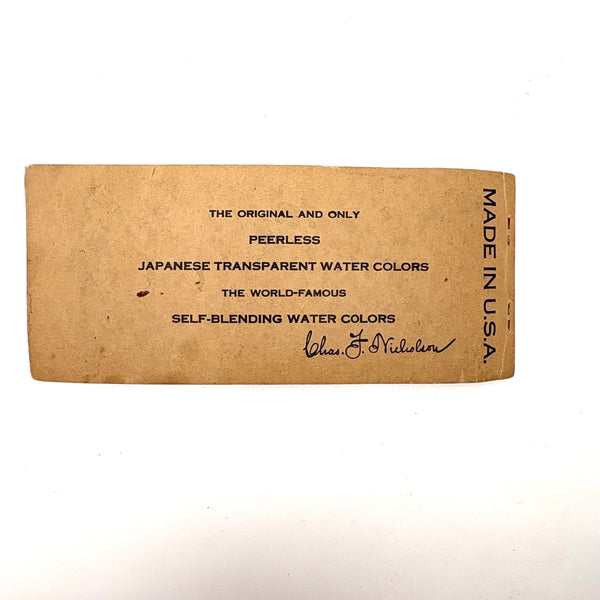 THE ORIGINAL AND ONLY
PEERLESS
JAPANESE TRANSPARENT WATER COLORS
THE WORLD-FAMOUS
SELF-BLENDING WATER COLORS
Chas. F. Nicholson
MADE IN U.S.A.